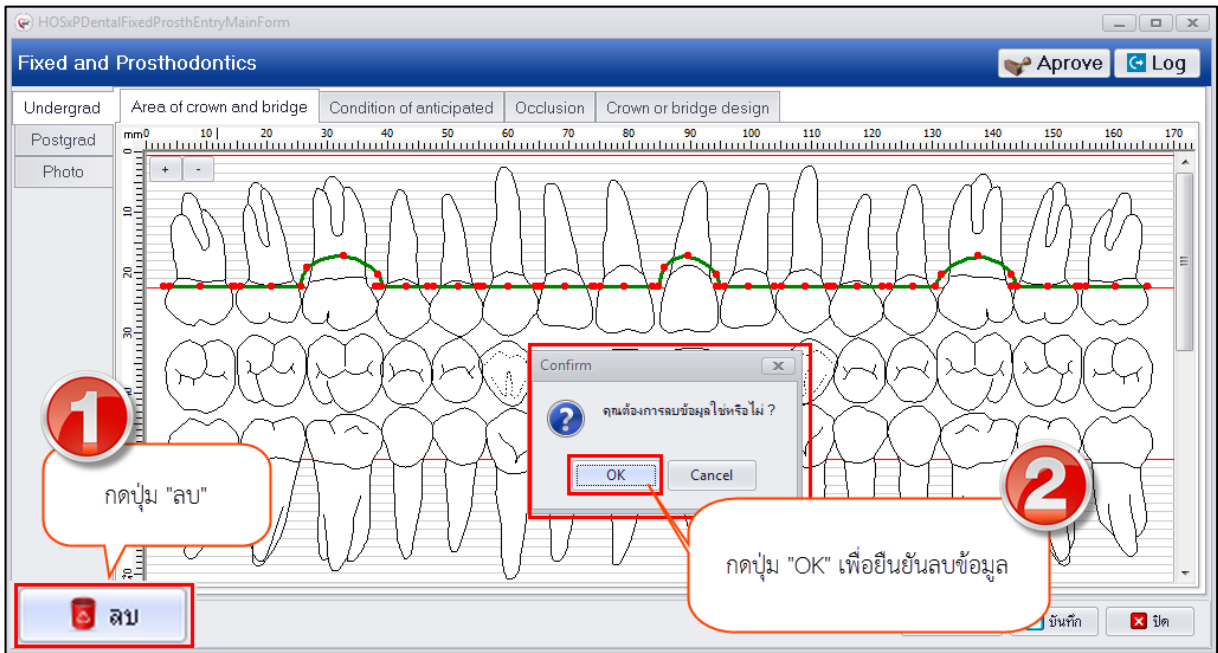 HOSxPDentalFixedProsthEntryMainForm
Fixed and Prosthodontics
Aprove
Log
Undergrad
Postgrad
Photo
Area of crown and bridge
Condition of anticipated
Occlusion
Crown or bridge design
mm0 10 20 30 40 50 60 70 80 90 100 110 120 130 140 150 160 170
+ -
10
20
30
Confirm
คุณต้องการลบข้อมูลใช่หรือไม่ ?
OK
Cancel
1
กดปุ่ม "ลบ"
2
กดปุ่ม "OK" เพื่อยืนยันลบข้อมูล
ลบ
บันทึก
ปิด